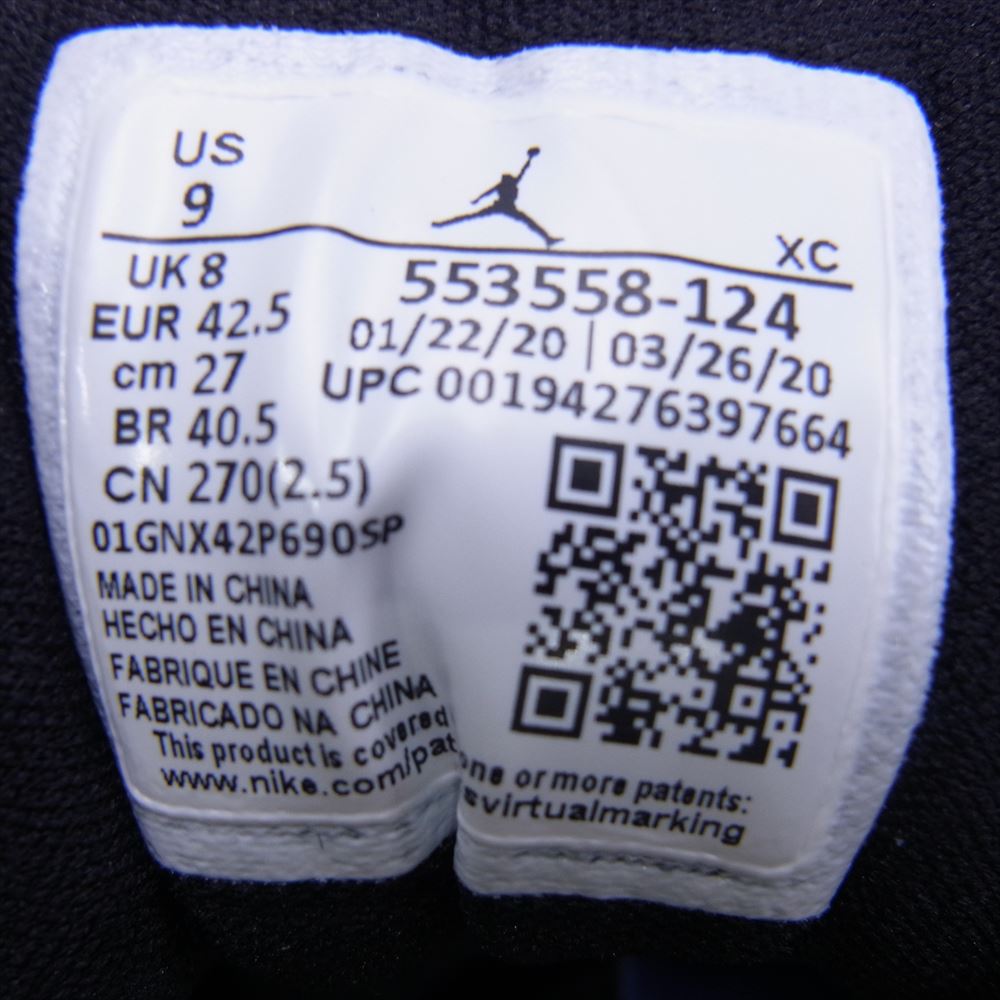 US
9
XC
UK 8
EUR 42.5
cm 27
BR 40.5
CN 270(2.5)
553558-124
01/22/20 | 03/26/20
UPC 00194276397664
01GNX42P69OSP
MADE IN CHINA
HECHO EN CHINA
FABRIQUE EN CHINE
FABRICADO NA CHINA
This product is covered one or more patents:
www.nike.com/pat svirtualmarking